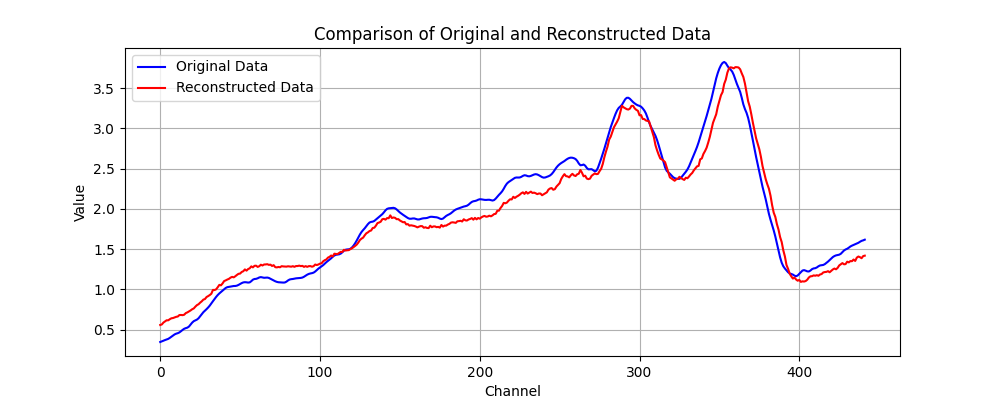 Comparison of Original and Reconstructed Data
Original Data
Reconstructed Data
3.5
3.0
2.5
2.0
1.5
1.0
0.5
Value
0 100 200 300 400
Channel